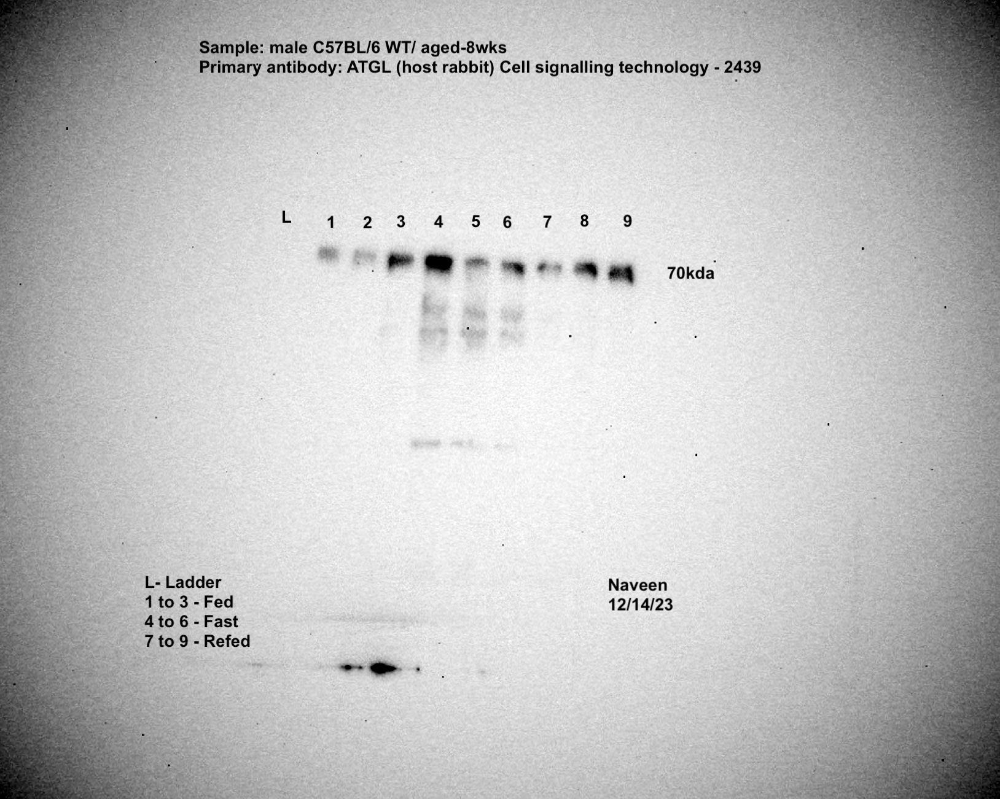 Sample: male C57BL/6 WT/ aged-8wks
Primary antibody: ATGL (host rabbit) Cell signalling technology - 2439
L 1 2 3 4 5 6 7 8 9
70kda
L- Ladder
1 to 3 - Fed
4 to 6 - Fast
7 to 9 - Refed
Naveen
12/14/23